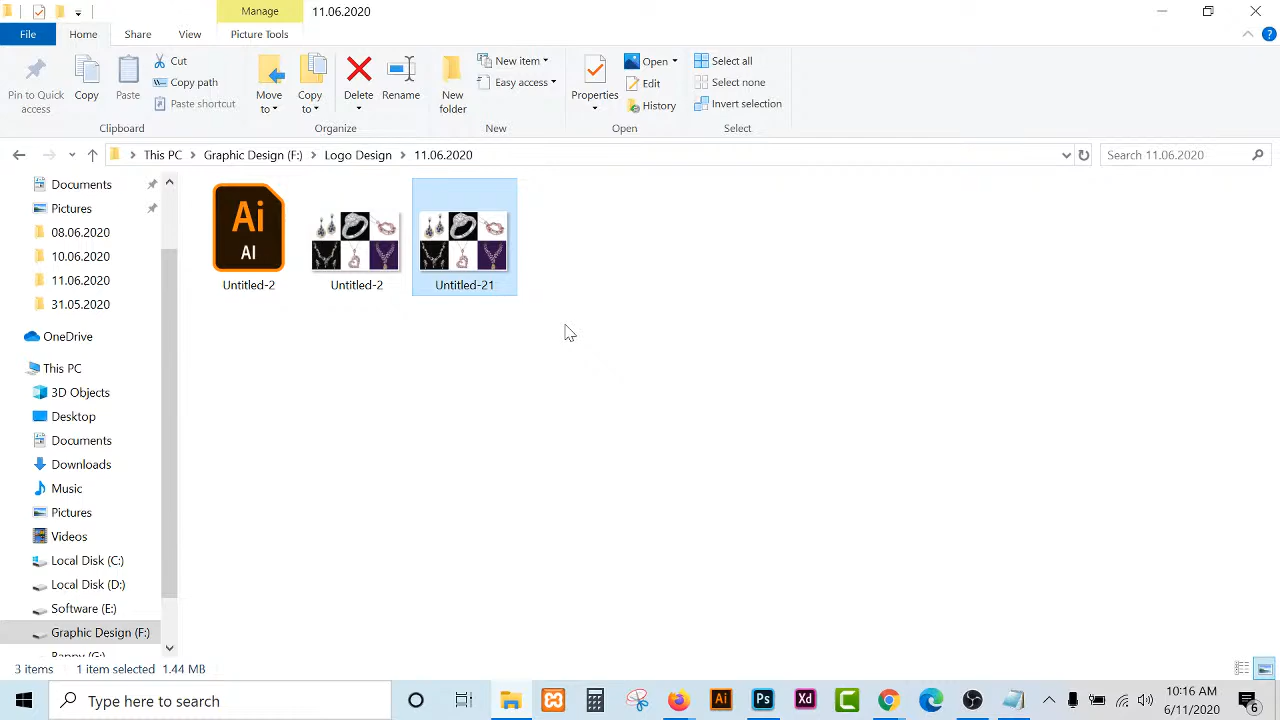 Manage
11.06.2020
File
Home
Share
View
Picture Tools
Pin to Quick access
Copy
Paste
Cut
Copy path
Paste shortcut
Clipboard
Move to
Copy to
Delete
Rename
Organize
New folder
New item
Easy access
New
Properties
Open
Edit
History
Open
Select all
Select none
Invert selection
Select
This PC
Graphic Design (F:)
Logo Design
11.06.2020
Search 11.06.2020
Documents
Pictures
08.06.2020
10.06.2020
11.06.2020
31.05.2020
OneDrive
This PC
3D Objects
Desktop
Documents
Downloads
Music
Pictures
Videos
Local Disk (C:)
Local Disk (D:)
Software (E:)
Graphic Design (F:)
Ai
AI
Untitled-2
Untitled-2
Untitled-21
3 items
1 item selected 1.44 MB
Type here to search
Ai
Ps
Xd
10:16 AM
6/11/2020
6